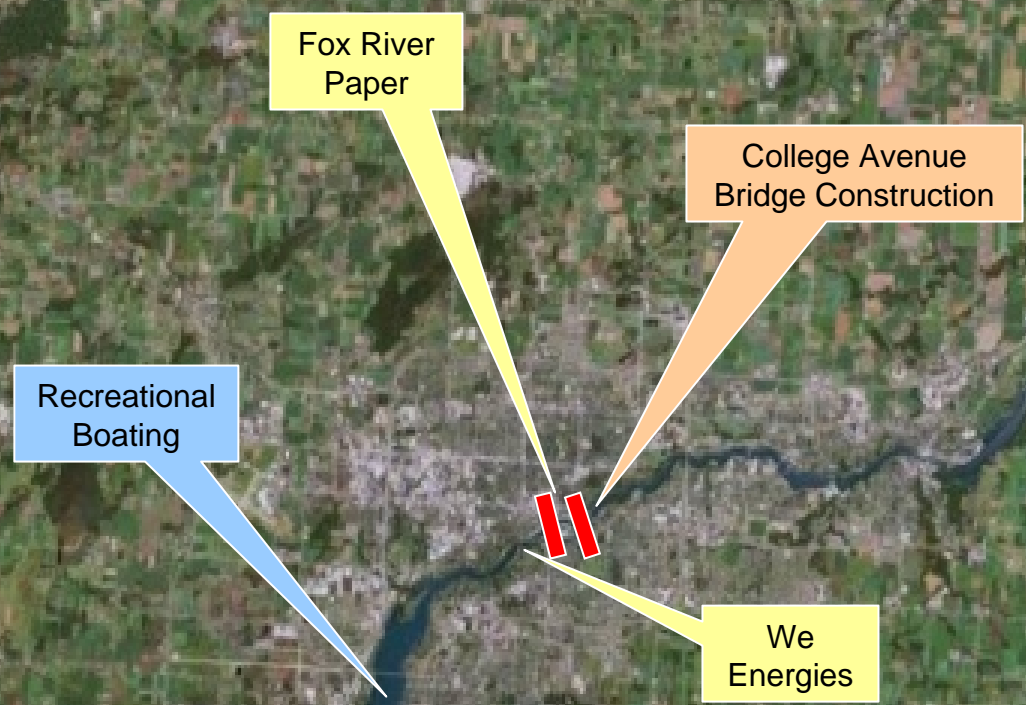 Fox River
Paper
College Avenue
Bridge Construction
Recreational
Boating
We
Energies